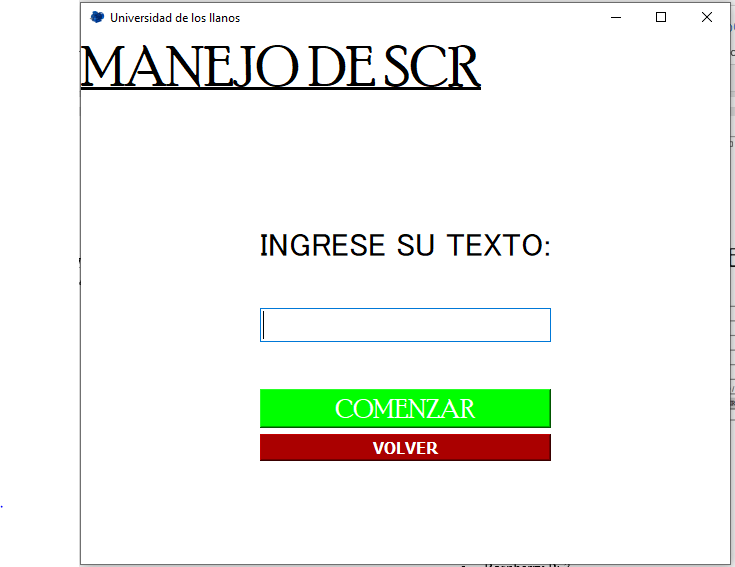 Universidad de los llanos
MANEJO DE SCR
INGRESE SU TEXTO:
COMENZAR
VOLVER